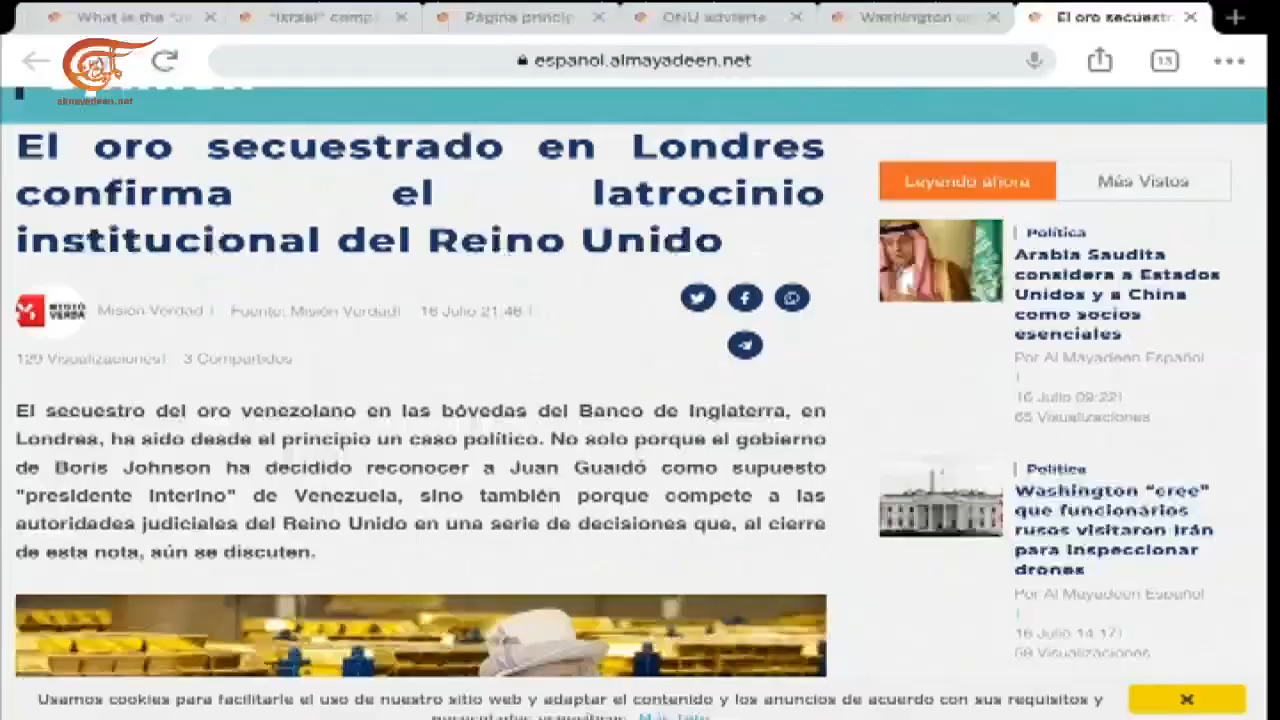 What is the
"Israel" comp
Página princip
ONU advierte
Washington
El oro secuestr
almayadeen.net
espanol.almayadeen.net
13
El oro secuestrado en Londres
confirma el latrocinio
institucional del Reino Unido
Misión Verdad | Fuente: Misión Verdad| 16 Julio 21:46 |
129 Visualizaciones| 3 Compartidos
El secuestro del oro venezolano en las bóvedas del Banco de Inglaterra, en
Londres, ha sido desde el principio un caso político. No solo porque el gobierno
de Boris Johnson ha decidido reconocer a Juan Guaidó como supuesto
"presidente interino" de Venezuela, sino también porque compete a las
autoridades judiciales del Reino Unido en una serie de decisiones que, al cierre
de esta nota, aún se discuten.
Leyendo ahora
Más Vistos
| Política
Arabia Saudita
considera a Estados
Unidos y a China
como socios
esenciales
Por Al Mayadeen Español
|
16 Julio 09:22|
65 Visualizaciones
| Política
Washington "cree"
que funcionarios
rusos visitaron Irán
para inspeccionar
drones
Por Al Mayadeen Español
|
16 Julio 14:17|
58 Visualizaciones
Usamos cookies para facilitarle el uso de nuestro sitio web y adaptar el contenido y los anuncios de acuerdo con sus requisitos y